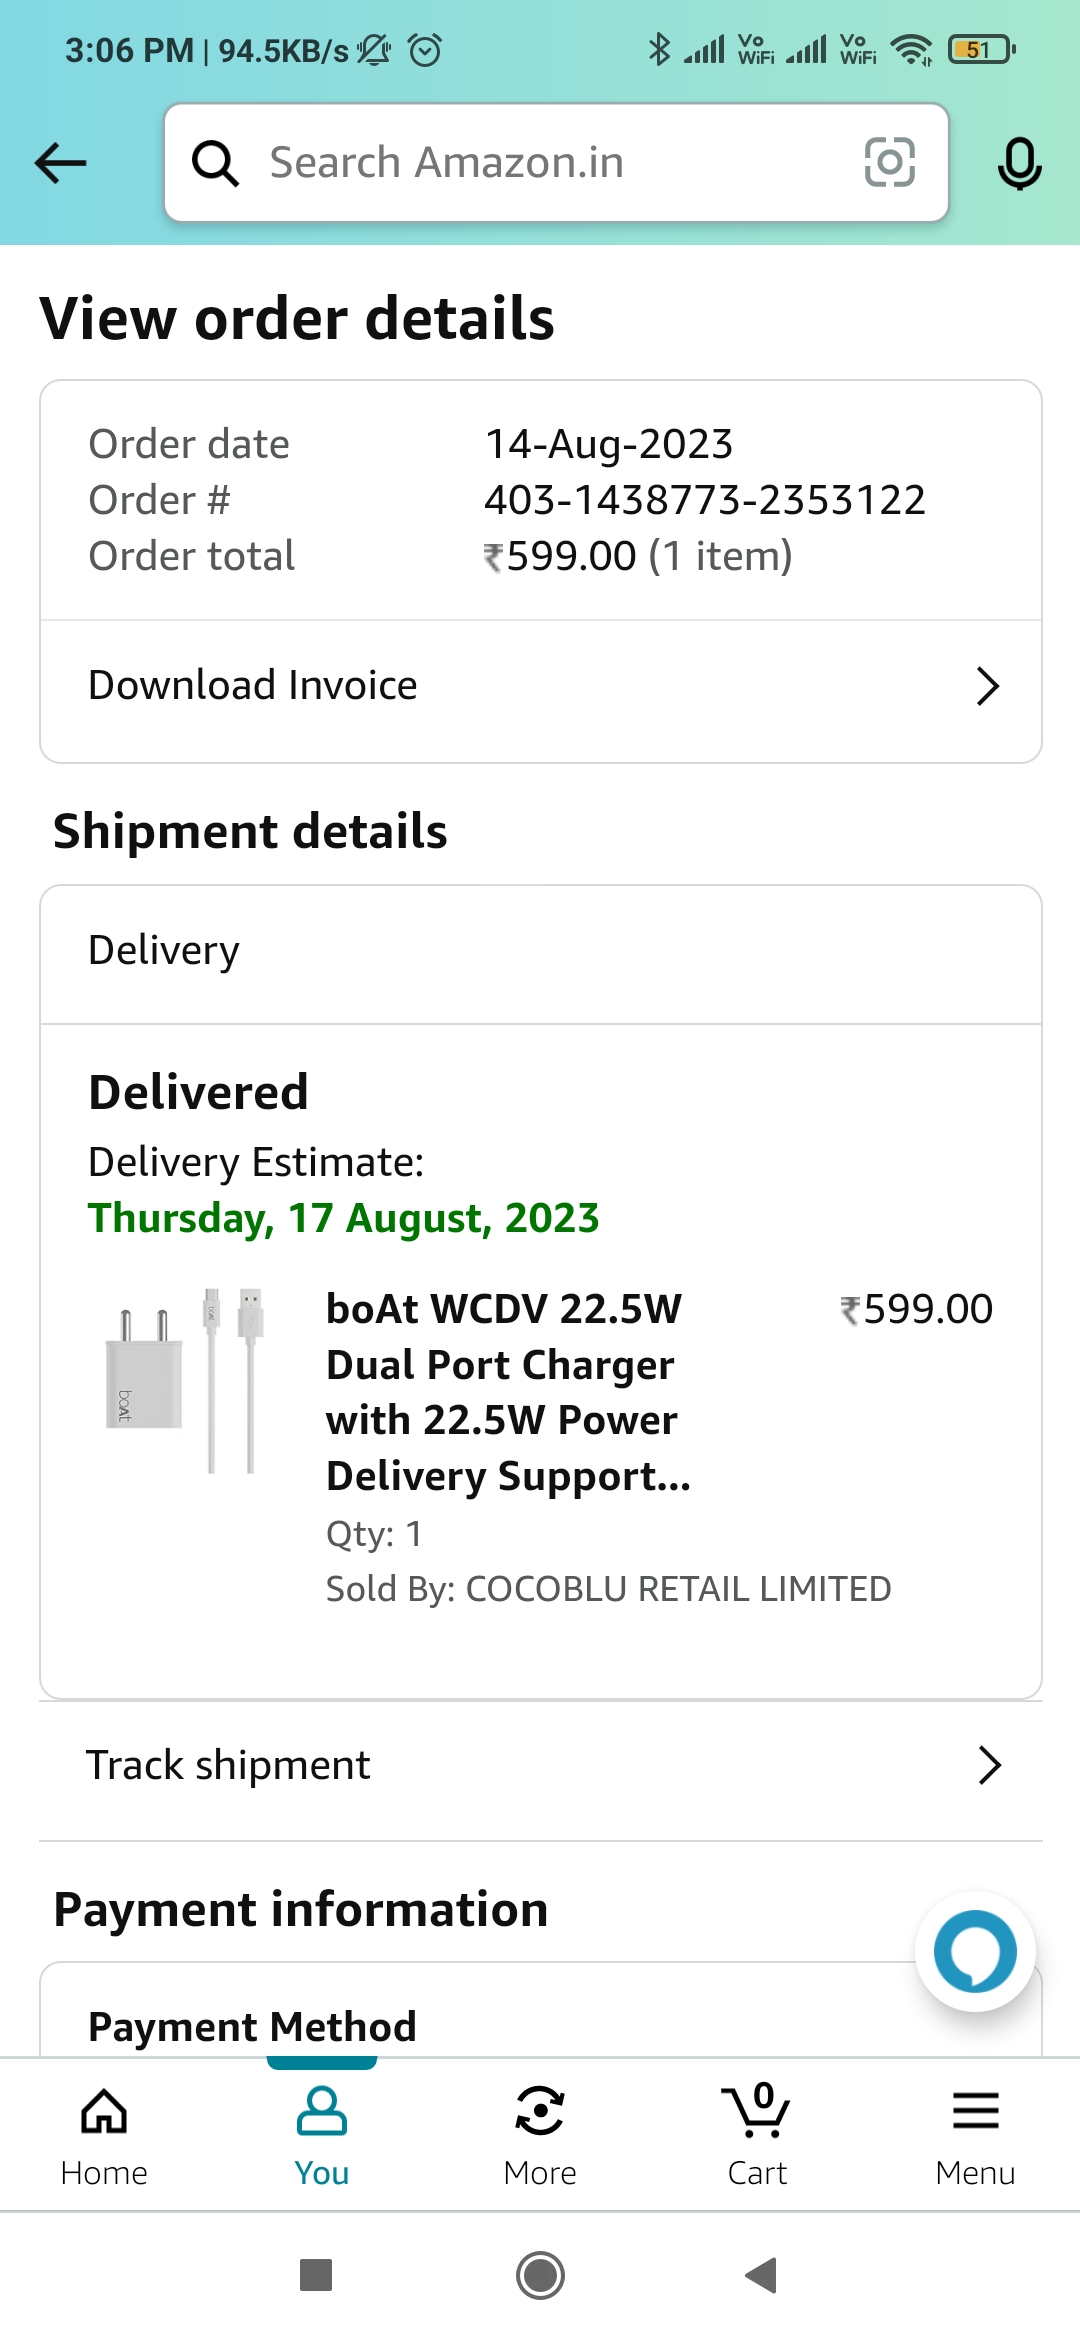 3:06 PM | 94.5KB/s
Vo WiFi Vo WiFi 51
Search Amazon.in
View order details
Order date 14-Aug-2023
Order # 403-1438773-2353122
Order total ₹599.00 (1 item)
Download Invoice
Shipment details
Delivery
Delivered
Delivery Estimate:
Thursday, 17 August, 2023
boAt
boAt
boAt WCDV 22.5W ₹599.00
Dual Port Charger
with 22.5W Power
Delivery Support...
Qty: 1
Sold By: COCOBLU RETAIL LIMITED
Track shipment
Payment information
Payment Method
0
Home You More Cart Menu